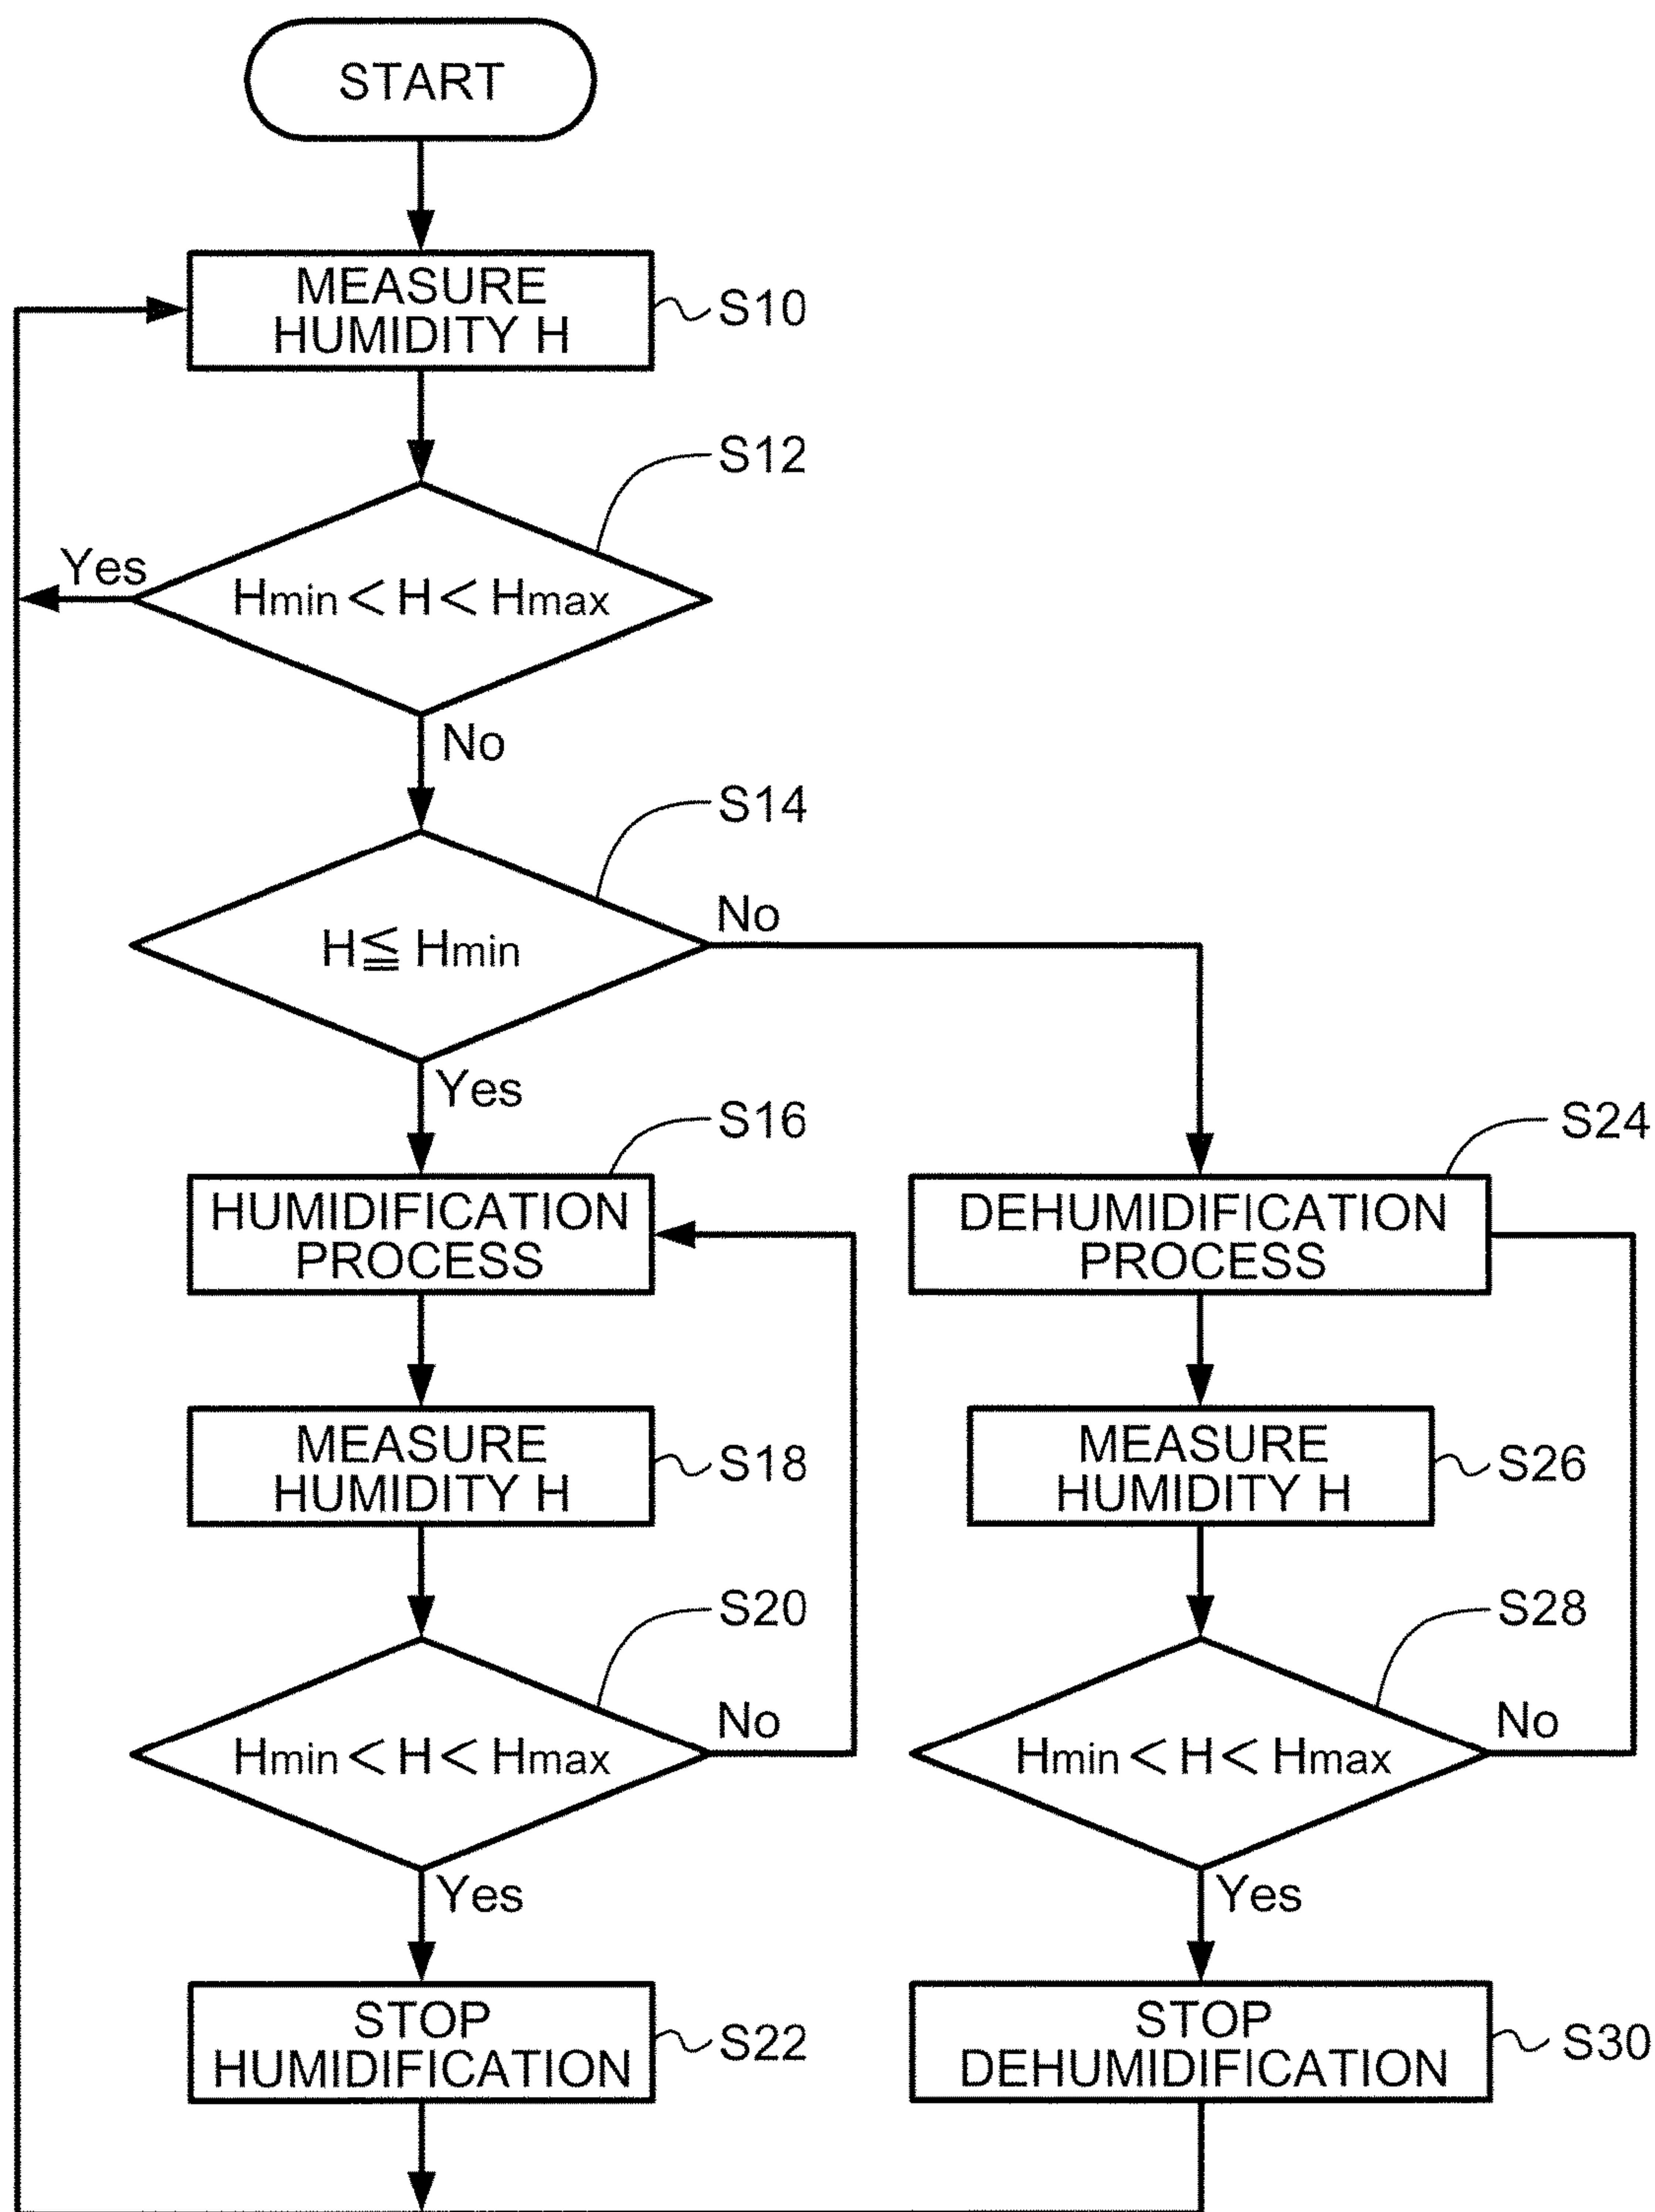 START
MEASURE
HUMIDITY H
S10
S12
Yes
Hmin < H < Hmax
No
S14
H ≦ Hmin
No
Yes
S16
HUMIDIFICATION
PROCESS
S24
DEHUMIDIFICATION
PROCESS
MEASURE
HUMIDITY H
S18
MEASURE
HUMIDITY H
S26
S20
Hmin < H < Hmax
No
S28
Hmin < H < Hmax
No
Yes
Yes
STOP
HUMIDIFICATION
S22
STOP
DEHUMIDIFICATION
S30